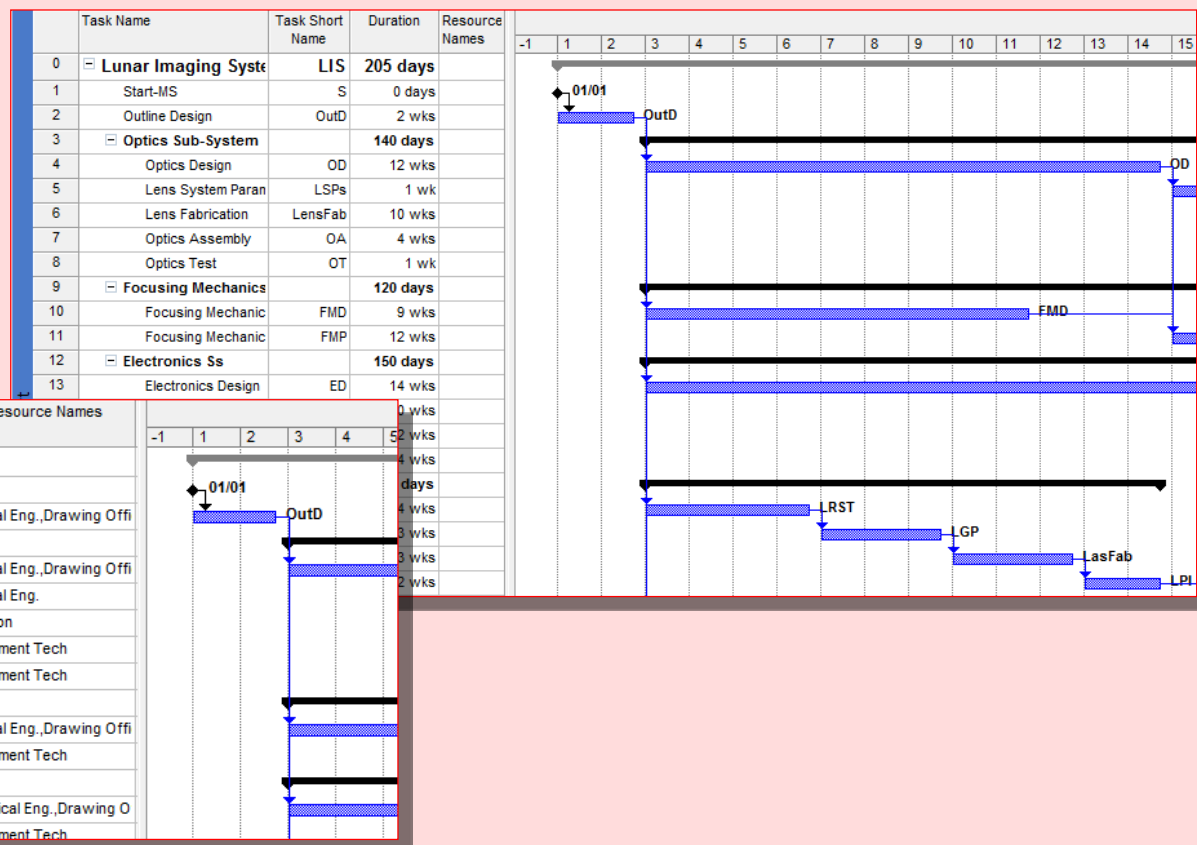 Task Name Task Short Name Duration Resource Names -1 1 2 3 4 5 6 7 8 9 10 11 12 13 14 15
0 Lunar Imaging Syste LIS 205 days
1 Start-MS S 0 days 01/01
2 Outline Design OutD 2 wks OutD
3 Optics Sub-System 140 days
4 Optics Design OD 12 wks OD
5 Lens System Param LSPs 1 wk
6 Lens Fabrication LensFab 10 wks
7 Optics Assembly OA 4 wks
8 Optics Test OT 1 wk
9 Focusing Mechanics 120 days
10 Focusing Mechanic FMD 9 wks FMD
11 Focusing Mechanic FMP 12 wks
12 Electronics Ss 150 days
13 Electronics Design ED 14 wks
0 wks
2 wks
4 wks
days
4 wks LRST
3 wks LGP
3 wks LasFab
2 wks LPI
esource Names -1 1 2 3 4 5
01/01
al Eng.,Drawing Offi OutD
al Eng.,Drawing Offi
al Eng.
on
ment Tech
ment Tech
al Eng.,Drawing Offi
ment Tech
ical Eng.,Drawing O
ment Tech